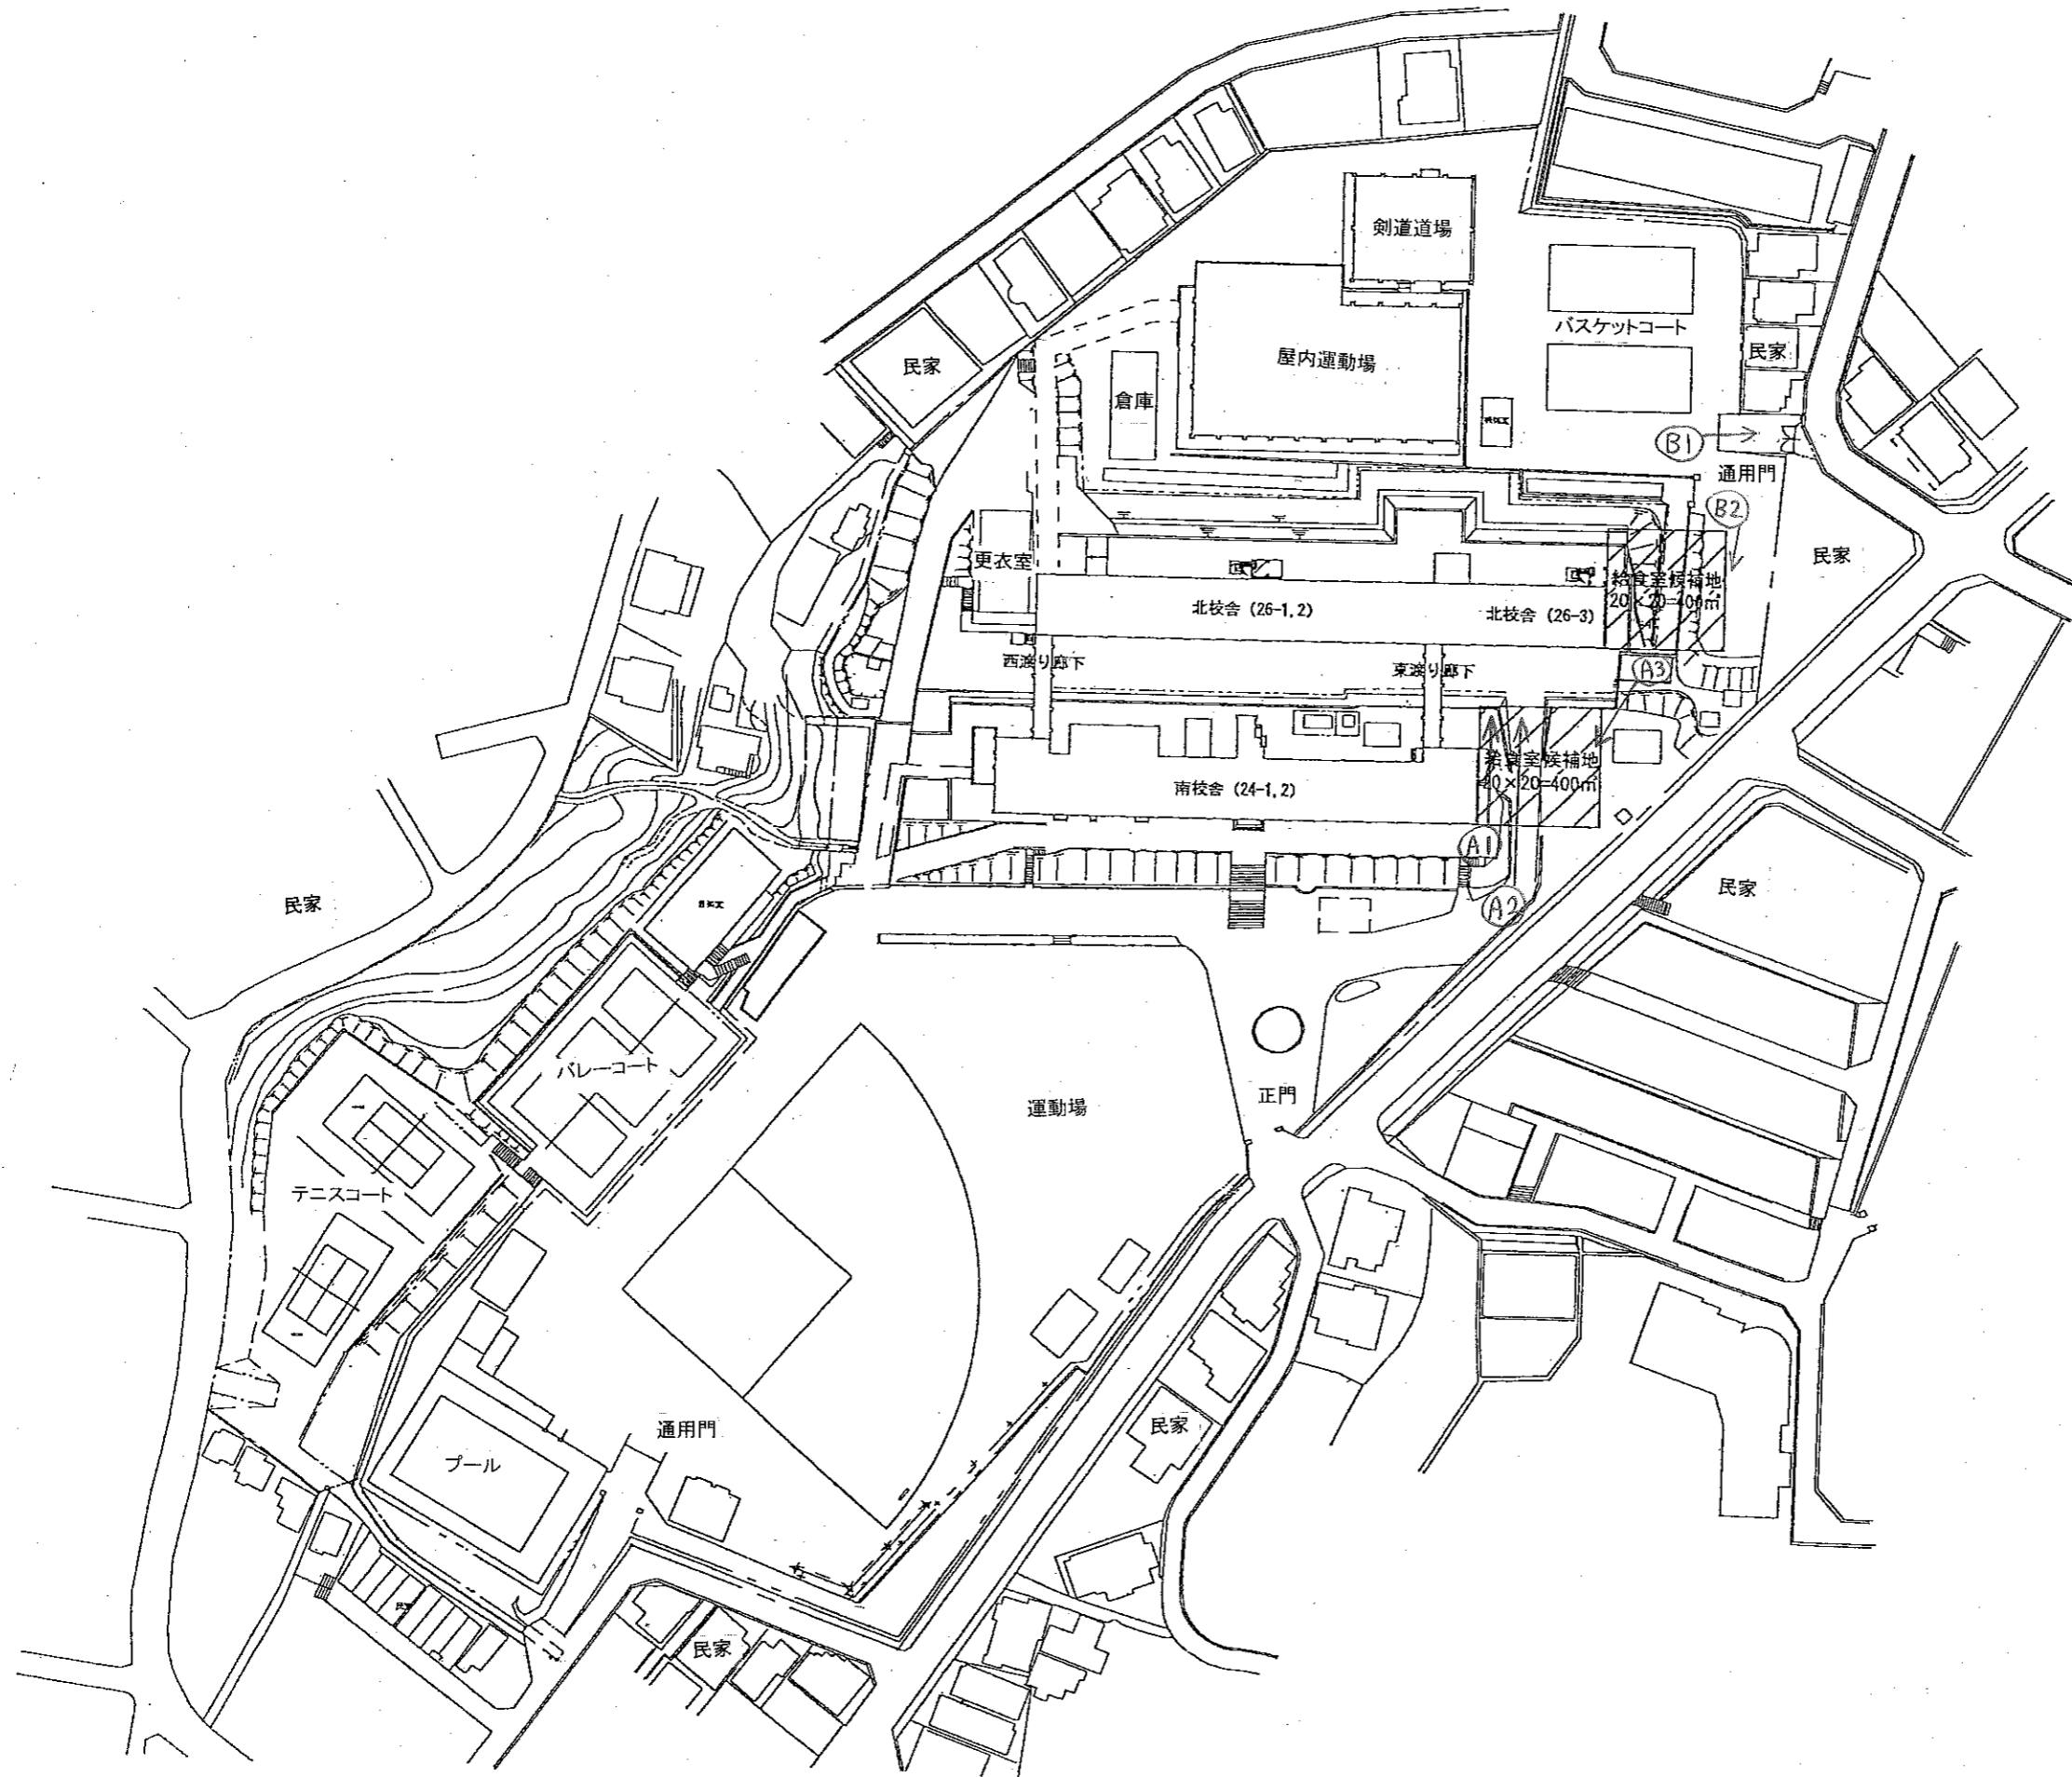 剣道道場
バスケットコート
屋内運動場
民家
民家
倉庫
B1
通用門
B2
更衣室
民家
給食室候補地
20×20=400㎡
北校舎 (26-1,2)
北校舎 (26-3)
西渡り廊下
東渡り廊下
A3
給食室候補地
20×20=400㎡
南校舎 (24-1,2)
A1
民家
民家
A2
バレーコート
正門
運動場
テニスコート
通用門
民家
プール
民家